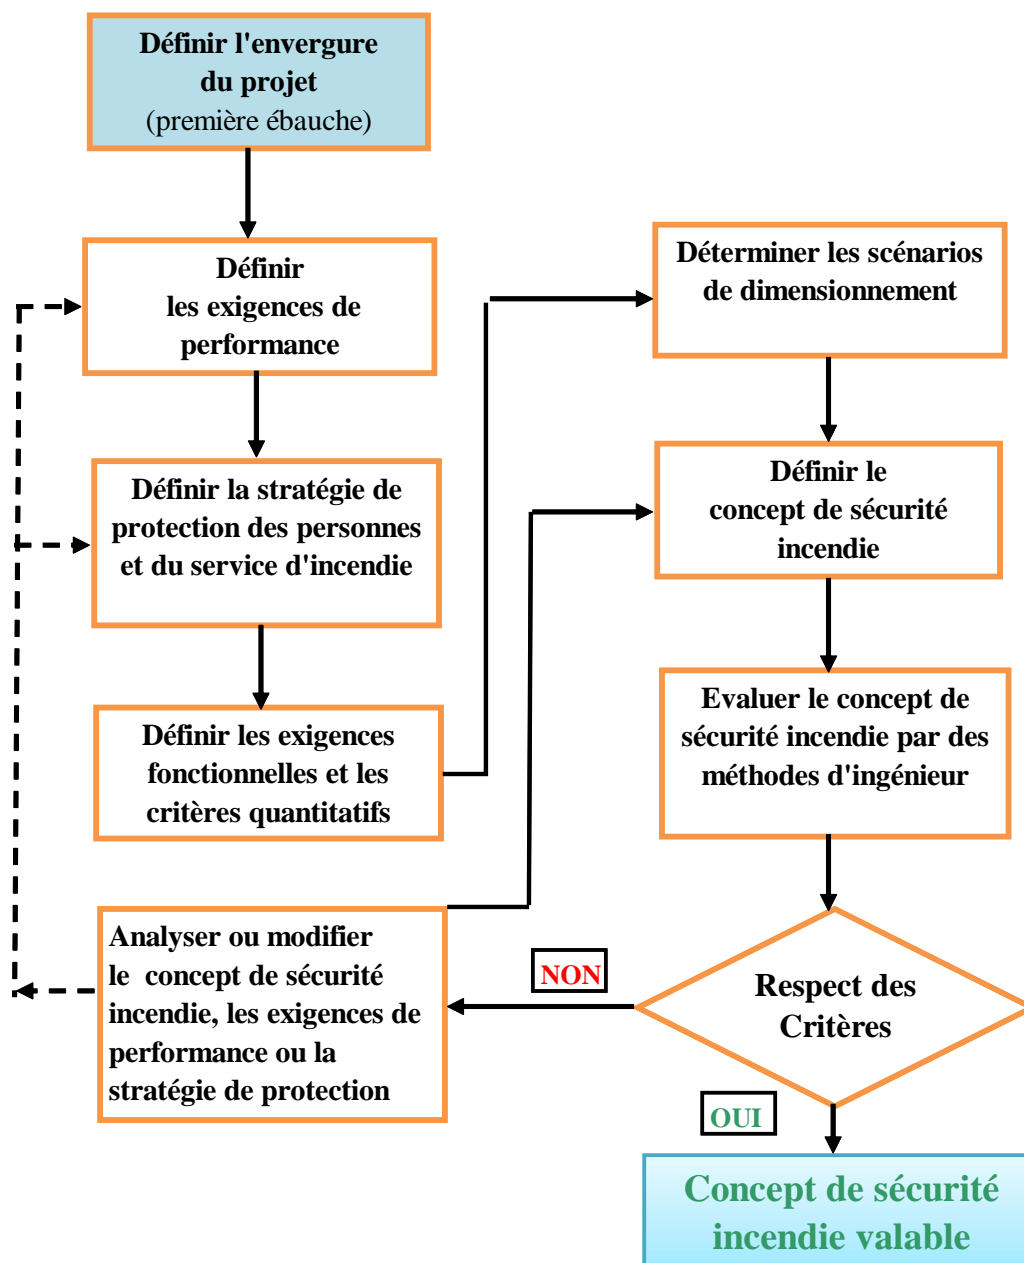 Définir l'envergure
du projet
(première ébauche)
Définir
les exigences de
performance
Définir la stratégie de
protection des personnes
et du service d'incendie
Définir les exigences
fonctionnelles et les
critères quantitatifs
Déterminer les scénarios
de dimensionnement
Définir le
concept de sécurité
incendie
Evaluer le concept de
sécurité incendie par des
méthodes d'ingénieur
Respect des
Critères
NON
Analyser ou modifier
le concept de sécurité
incendie, les exigences de
performance ou la
stratégie de protection
OUI
Concept de sécurité
incendie valable